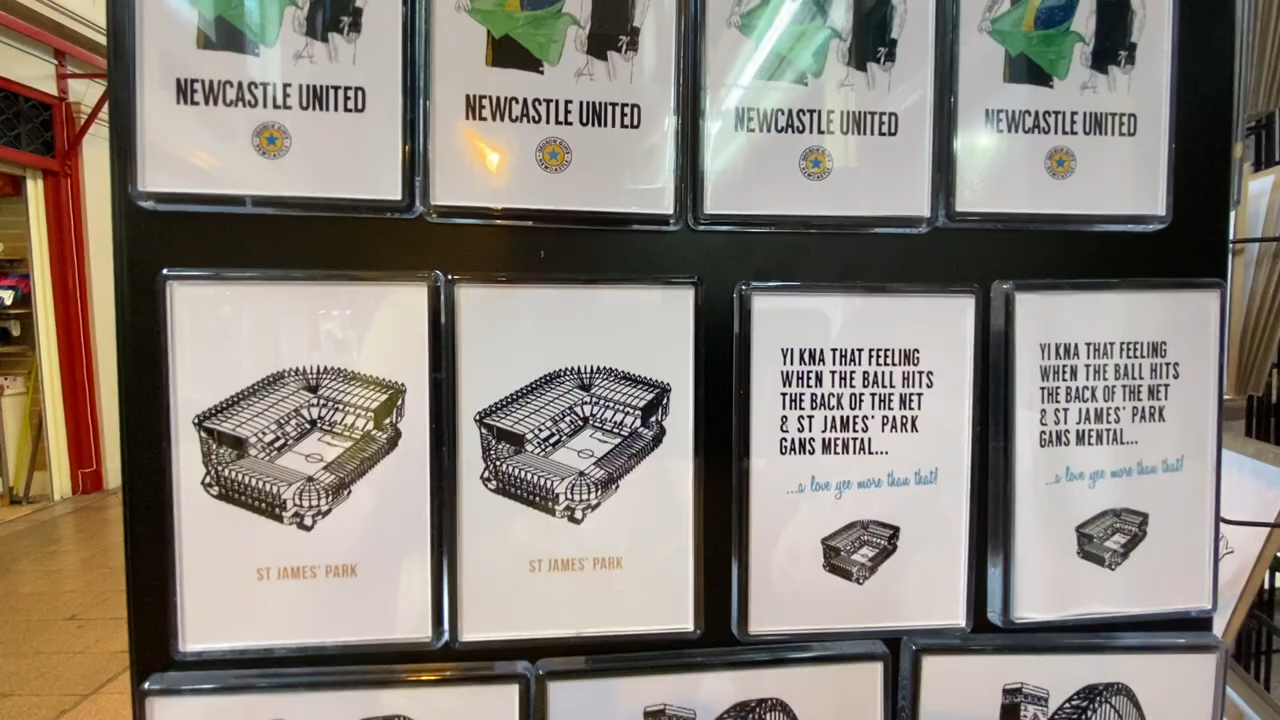 NEWCASTLE UNITED
NEWCASTLE UNITED
NEWCASTLE UNITED
NEWCASTLE UNITED
ST JAMES' PARK
ST JAMES' PARK
YI KNA THAT FEELING
WHEN THE BALL HITS
THE BACK OF THE NET
& ST JAMES' PARK
GANS MENTAL...
...a love yee more than that!
YI KNA THAT FEELING
WHEN THE BALL HITS
THE BACK OF THE NET
& ST JAMES' PARK
GANS MENTAL...
...a love yee more than that!